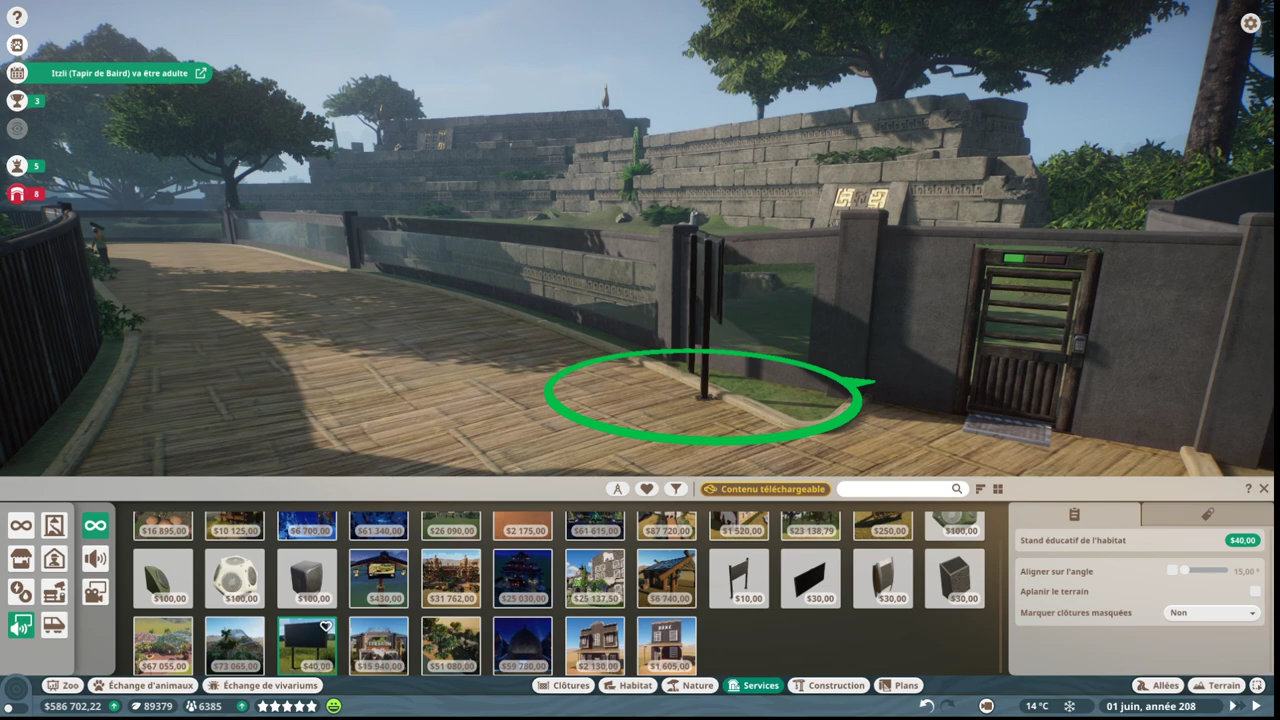 ?
Itzli (Tapir de Baird) va être adulte
3
5
8
Contenu téléchargeable
?
$16 895,00 $10 125,00 $6 700,00 $61 340,00 $26 090,00 $2 175,00 $61 615,00 $87 720,00 $1 520,00 $23 138,79 $250,00 $100,00
$100,00 $100,00 $100,00 $430,00 $31 762,00 $25 030,00 $25 137,50 $6 740,00 $10,00 $30,00 $30,00 $30,00
$67 055,00 $73 065,00 $40,00 $15 940,00 $51 080,00 $59 780,00 $2 130,00 $1 605,00
Stand éducatif de l'habitat $40,00
Aligner sur l'angle 15,00 °
Aplanir le terrain
Marquer clôtures masquées Non
Zoo Échange d'animaux Échange de vivariums Clôtures Habitat Nature Services Construction Plans Allées Terrain
$586 702,22 89379 6385 14 °C 01 juin, année 208